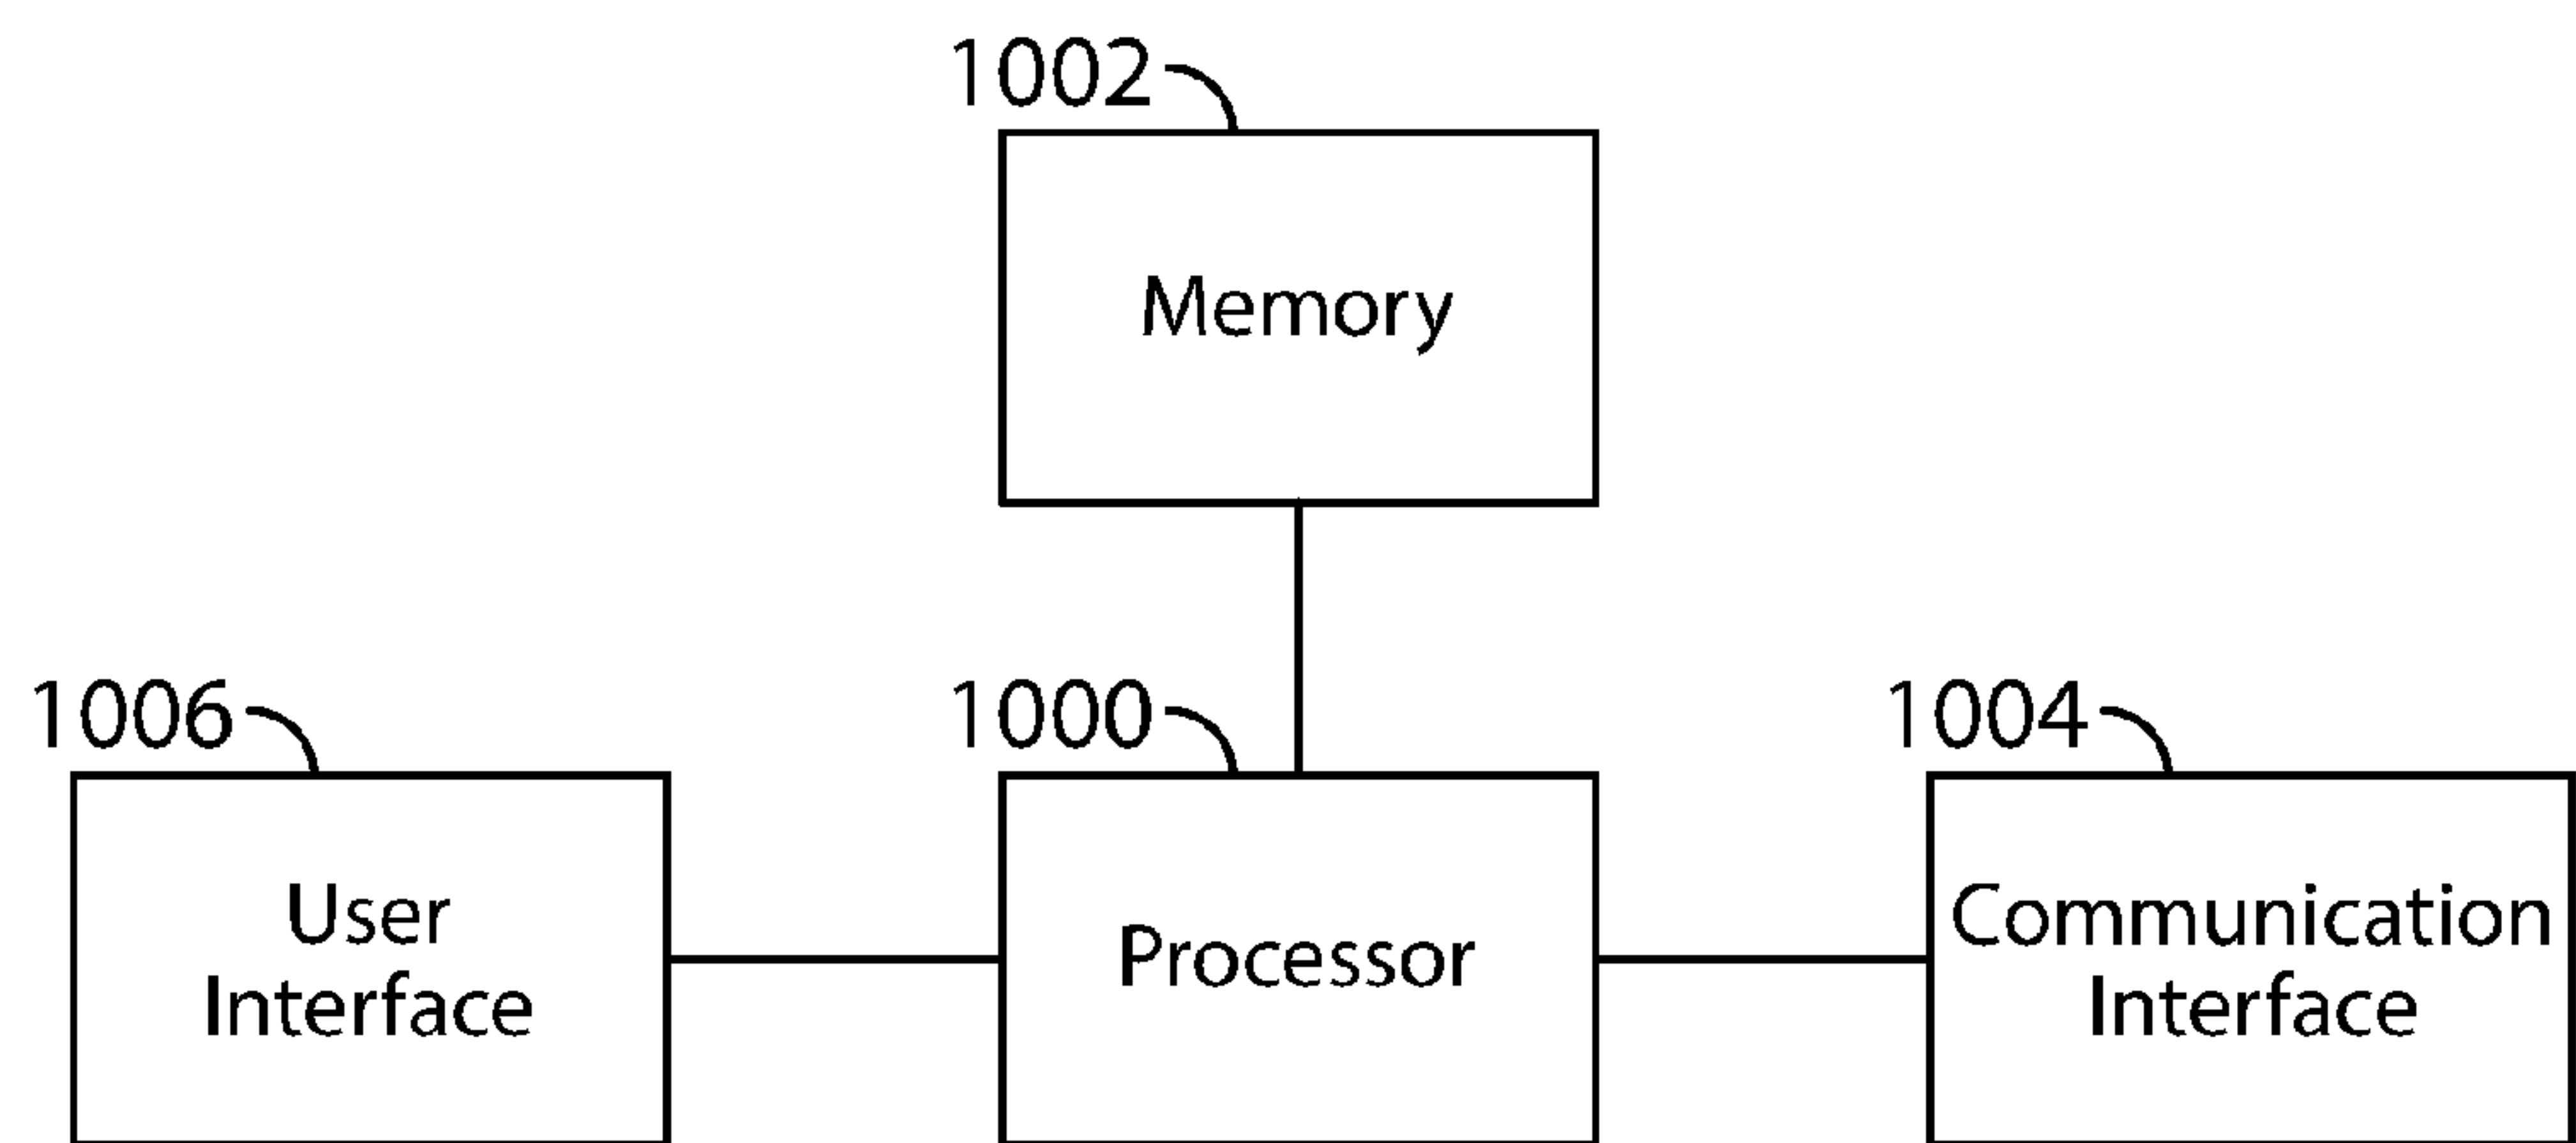 1002
Memory
1006
1000
1004
User
Interface
Processor
Communication
Interface